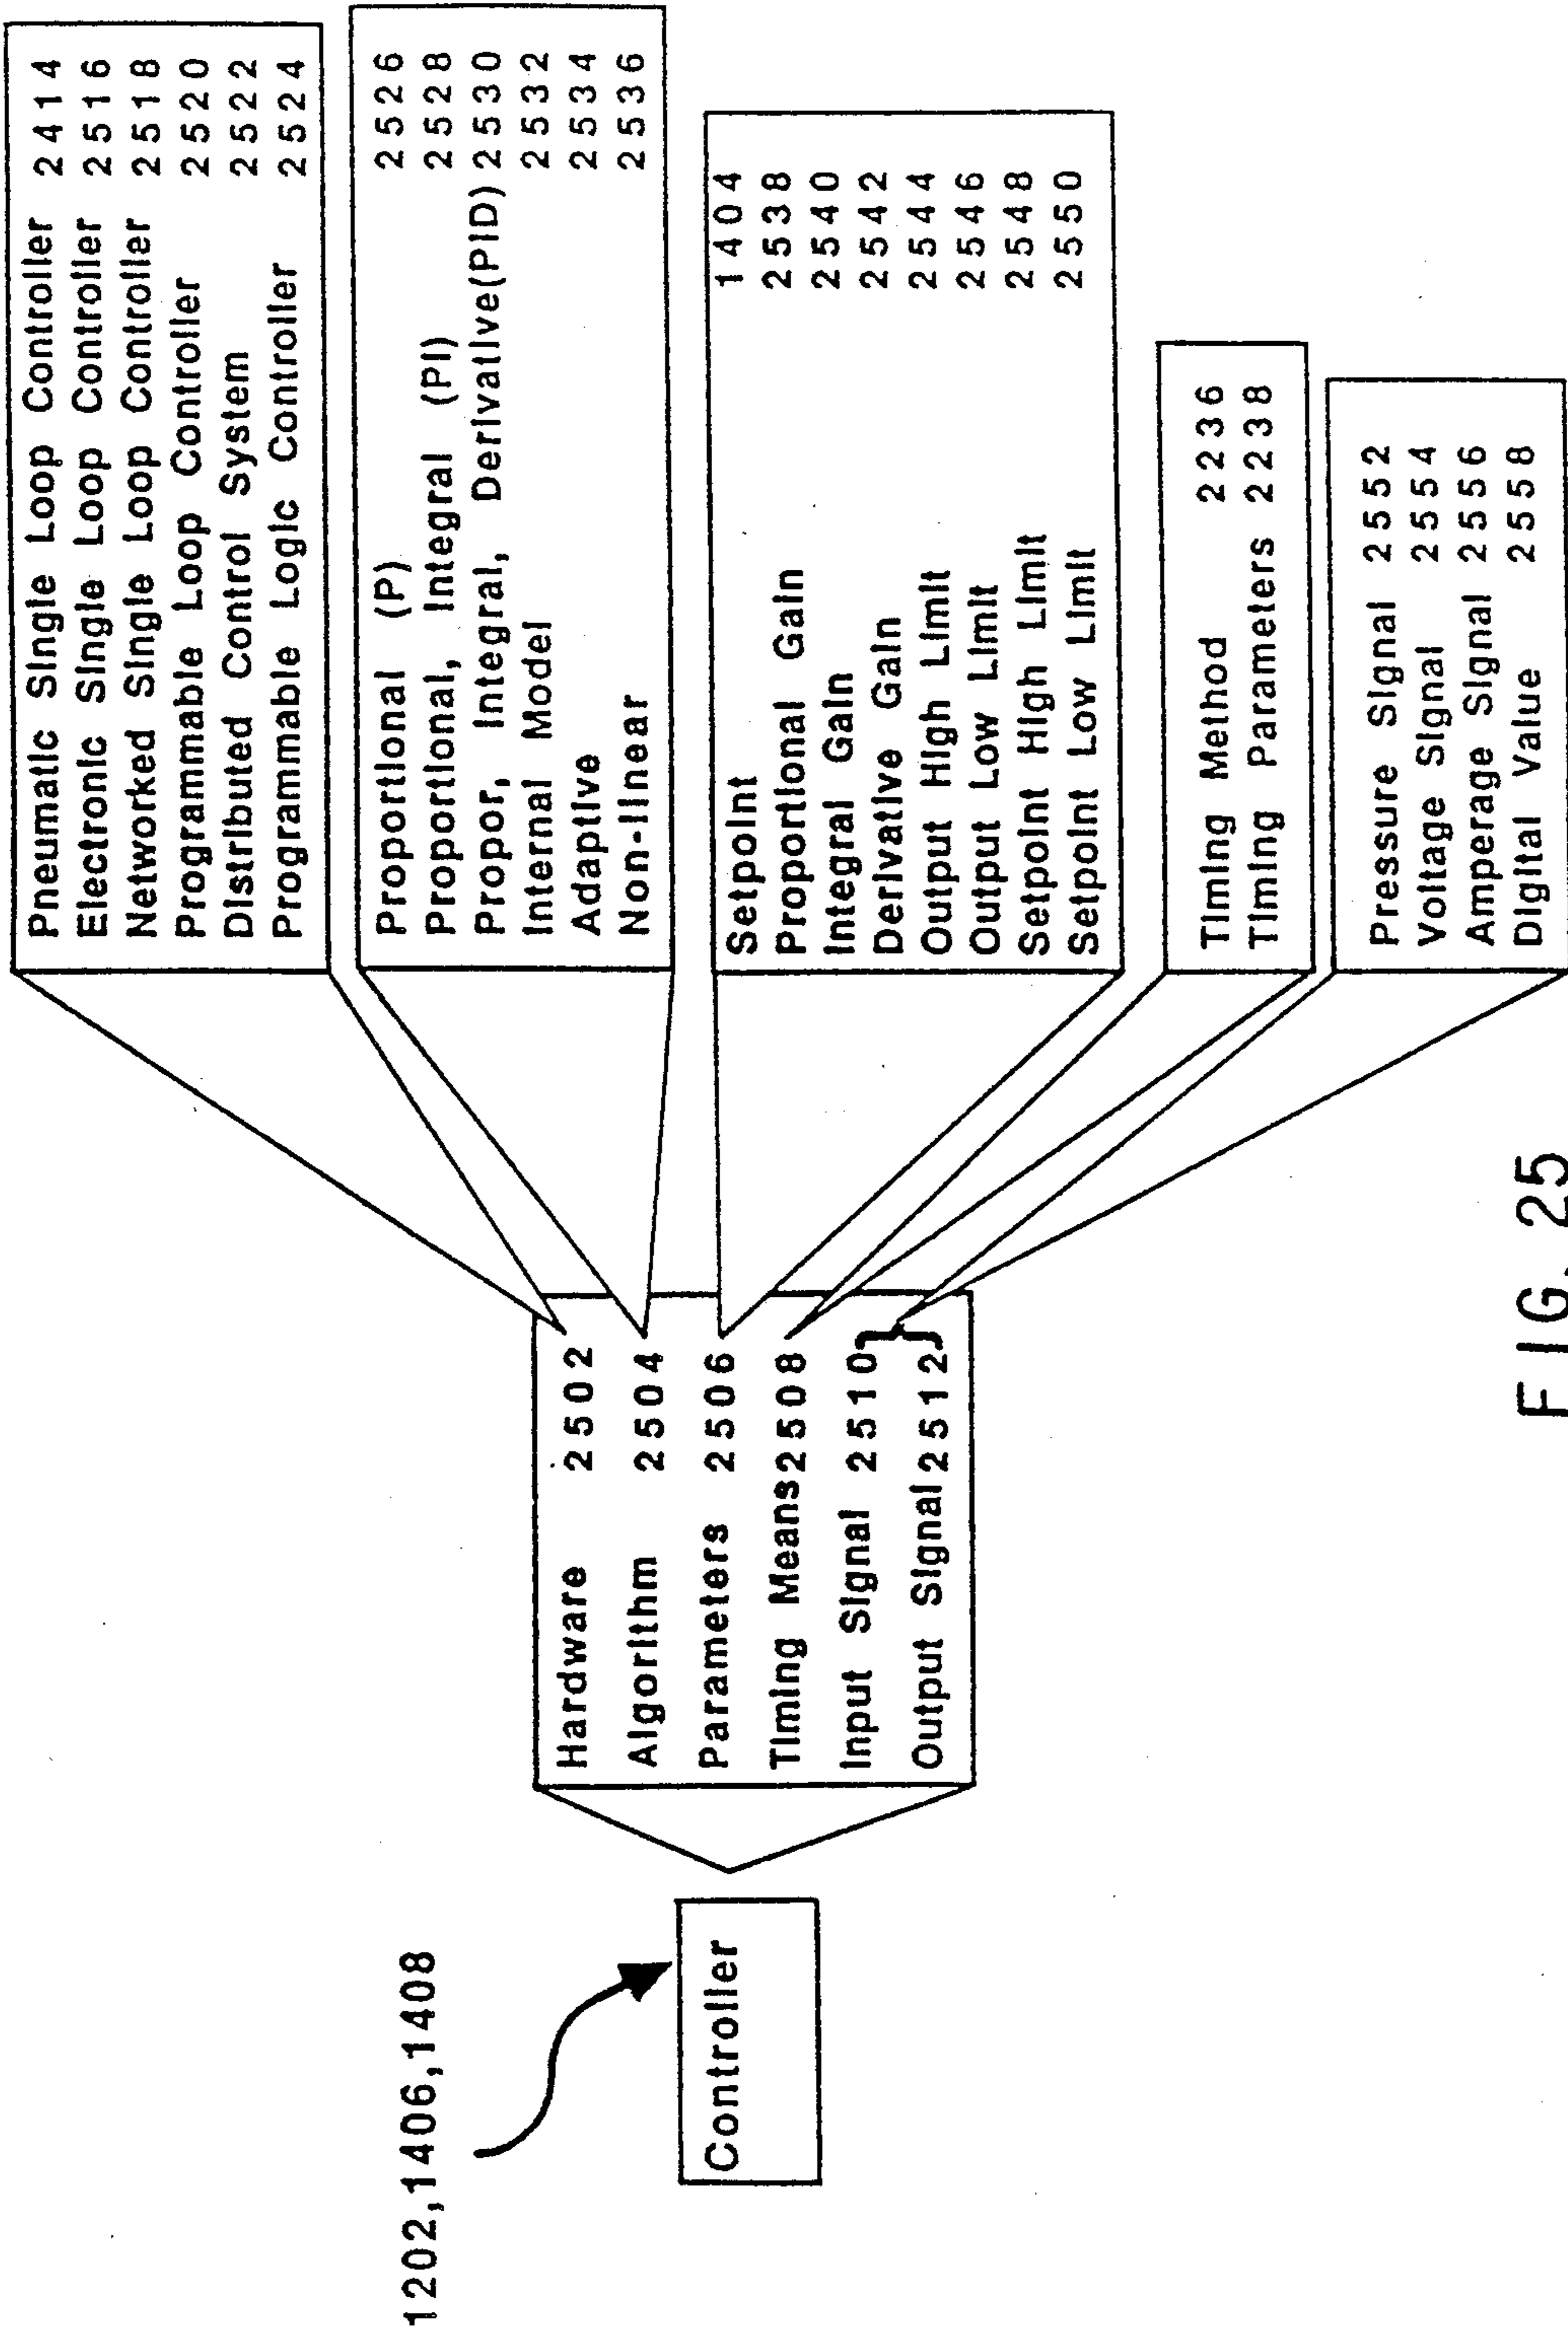 1202,1406,1408
Controller
Hardware 2502
Algorithm 2504
Parameters 2506
Timing Means 2508
Input Signal 2510
Output Signal 2512
Pneumatic Single Loop Controller 2414
Electronic Single Loop Controller 2516
Networked Single Loop Controller 2518
Programmable Loop Controller 2520
Distributed Control System 2522
Programmable Logic Controller 2524
Proportional (P) 2526
Proportional, Integral (PI) 2528
Propor, Integral, Derivative(PID) 2530
Internal Model 2532
Adaptive 2534
Non-linear 2536
Setpoint 1404
Proportional Gain 2538
Integral Gain 2540
Derivative Gain 2542
Output High Limit 2544
Output Low Limit 2546
Setpoint High Limit 2548
Setpoint Low Limit 2550
Timing Method 2236
Timing Parameters 2238
Pressure Signal 2552
Voltage Signal 2554
Amperage Signal 2556
Digital Value 2558
FIG. 25